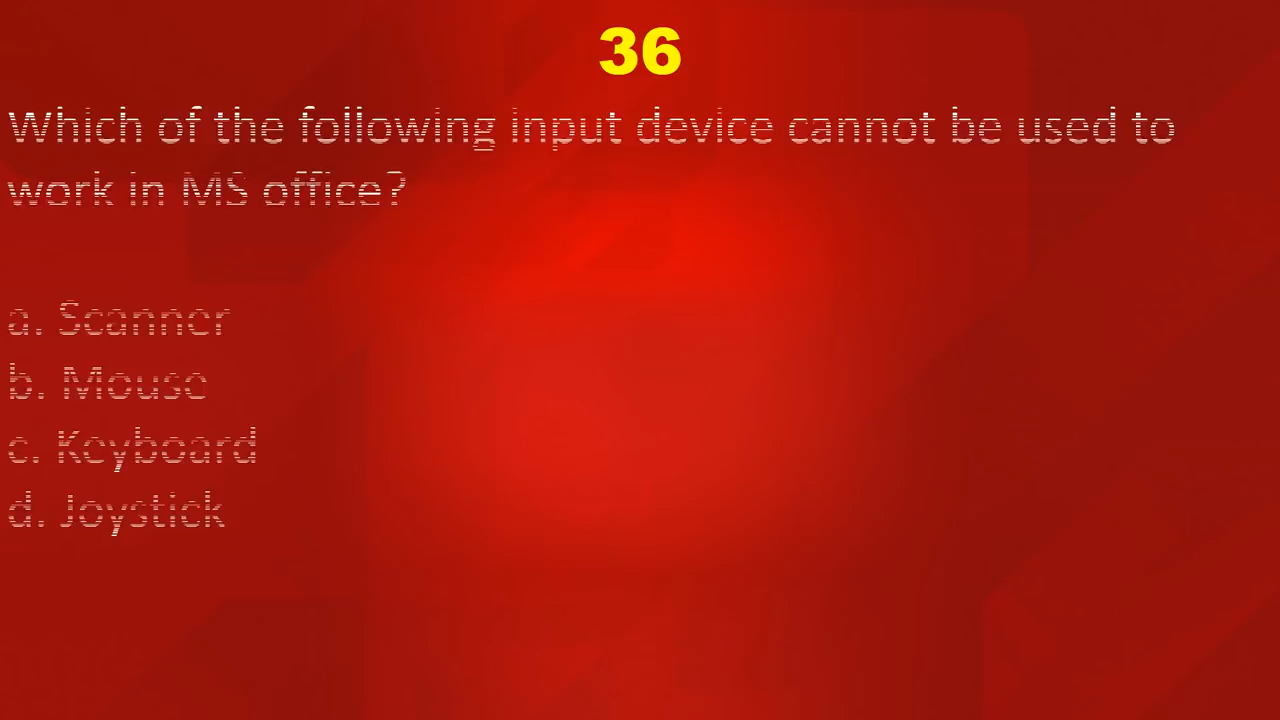 36
Which of the following input device cannot be used to
work in MS office?
a. Scanner
b. Mouse
c. Keyboard
d. Joystick